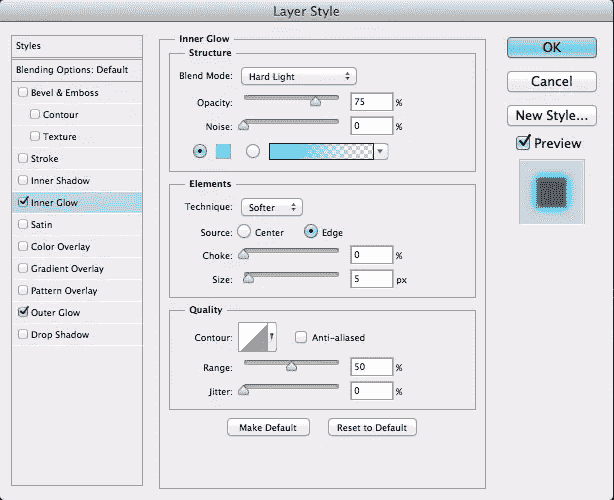 Layer Style
Styles
Blending Options: Default
Bevel & Emboss
Contour
Texture
Stroke
Inner Shadow
Inner Glow
Satin
Color Overlay
Gradient Overlay
Pattern Overlay
Outer Glow
Drop Shadow
Inner Glow
Structure
Blend Mode: Hard Light
Opacity: 75 %
Noise: 0 %
Elements
Technique: Softer
Source: Center Edge
Choke: 0 %
Size: 5 px
Quality
Contour: Anti-aliased
Range: 50 %
Jitter: 0 %
Make Default Reset to Default
OK
Cancel
New Style...
Preview